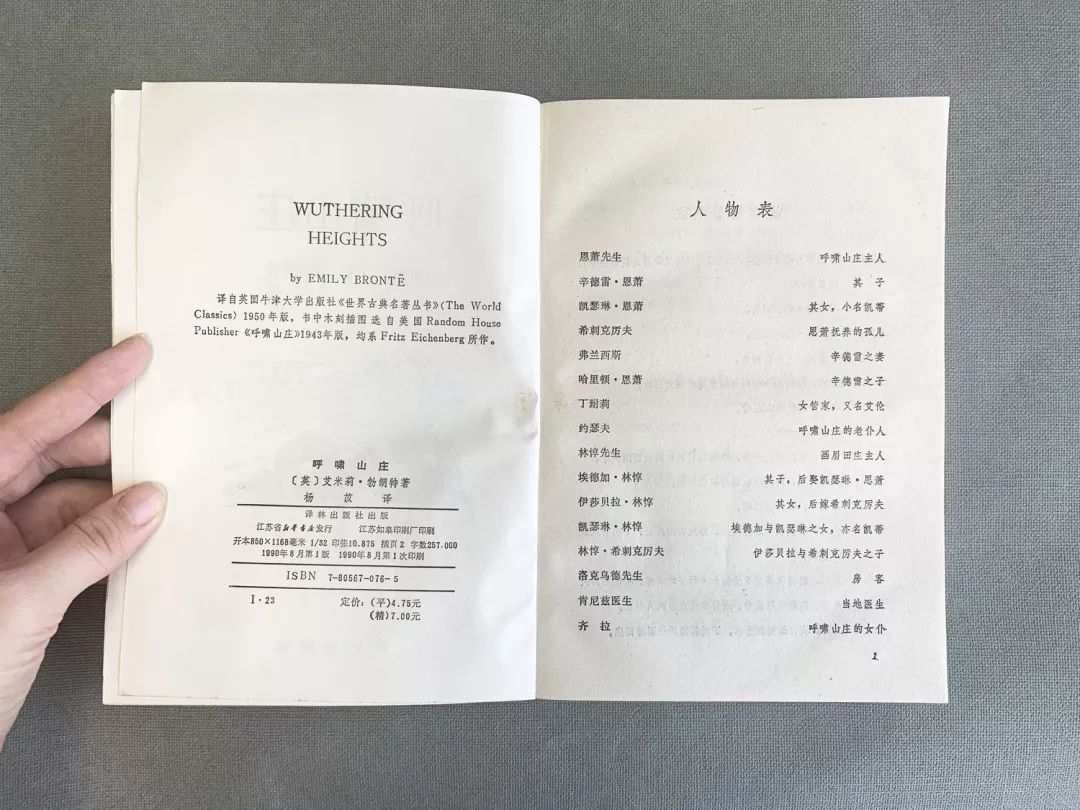 WUTHERING
HEIGHTS
by EMILY BRONTË
译自英国牛津大学出版社《世界古典名著丛书》(The World
Classics) 1950年版，书中木刻插图选自美国Random House
Publisher《呼啸山庄》1943年版，均系Fritz Eichenberg所作。
呼啸山庄
〔英〕艾米莉·勃朗特著
杨苡 译
译林出版社出版
江苏省新华书店发行 江苏如皋印刷厂印刷
开本850×1168毫米 1/32 印张10.875 插页2 字数257,000
1990年8月第1版 1990年8月第1次印刷
ISBN 7-80567-076-5
I·23 定价：(平)4.75元
(精)7.00元
人物表
恩萧先生 呼啸山庄主人
辛德雷·恩萧 其子
凯瑟琳·恩萧 其女，小名凯蒂
希刺克厉夫 恩萧抚养的孤儿
弗兰西斯 辛德雷之妻
哈里顿·恩萧 辛德雷之子
丁耐莉 女管家，又名艾伦
约瑟夫 呼啸山庄的老仆人
林惇先生 画眉田庄主人
埃德加·林惇 其子，后娶凯瑟琳·恩萧
伊莎贝拉·林惇 其女，后嫁希刺克厉夫
凯瑟琳·林惇 埃德加与凯瑟琳之女，亦名凯蒂
林惇·希刺克厉夫 伊莎贝拉与希刺克厉夫之子
洛克乌德先生 房客
肯尼兹医生 当地医生
齐拉 呼啸山庄的女仆
1